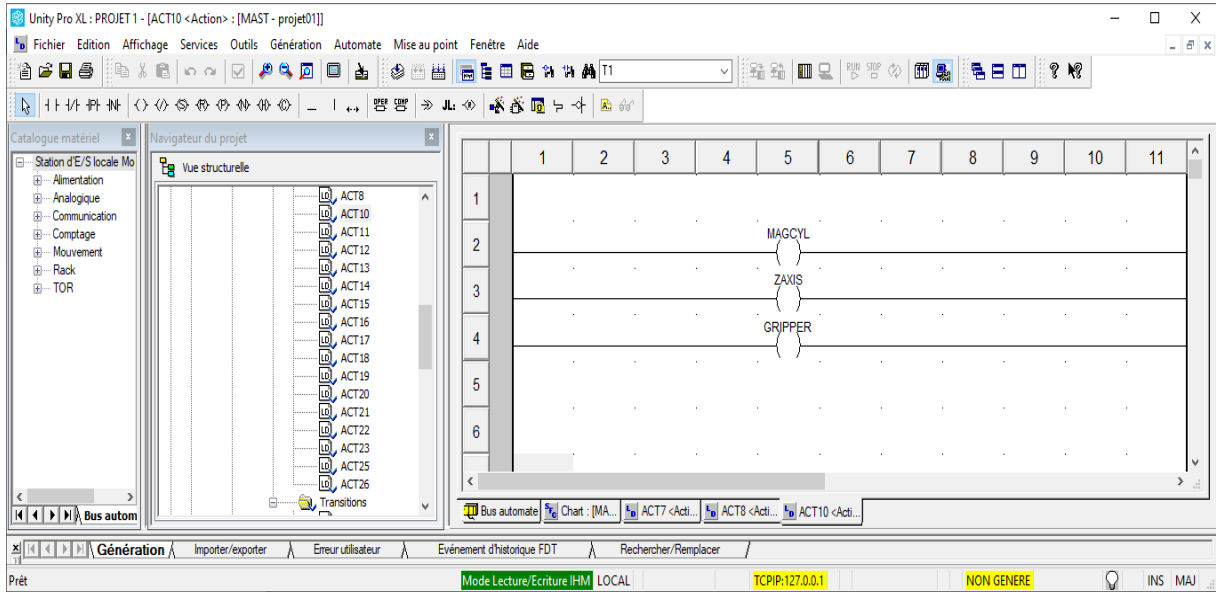 Unity Pro XL : PROJET 1 - [ACT10 <Action> : [MAST - projet01]]
Fichier Edition Affichage Services Outils Génération Automate Mise au point Fenêtre Aide
T1
RUN STOP
OPER COMP
JL:
Catalogue matériel
Station d'E/S locale Mo
Alimentation
Analogique
Communication
Comptage
Mouvement
Rack
TOR
Bus autom
Navigateur du projet
Vue structurelle
ACT8
ACT10
ACT11
ACT12
ACT13
ACT14
ACT15
ACT16
ACT17
ACT18
ACT19
ACT20
ACT21
ACT22
ACT23
ACT25
ACT26
Transitions
1 2 3 4 5 6 7 8 9 10 11
1
MAGCYL
2
ZAXIS
3
GRIPPER
4
5
6
Bus automate Chart : [MA... ACT7 <Acti... ACT8 <Acti... ACT10 <Acti...
Génération Importer/exporter Erreur utilisateur Evénement d'historique FDT Rechercher/Remplacer
Prêt Mode Lecture/Ecriture IHM LOCAL TCPIP:127.0.0.1 NON GENERE INS MAJ